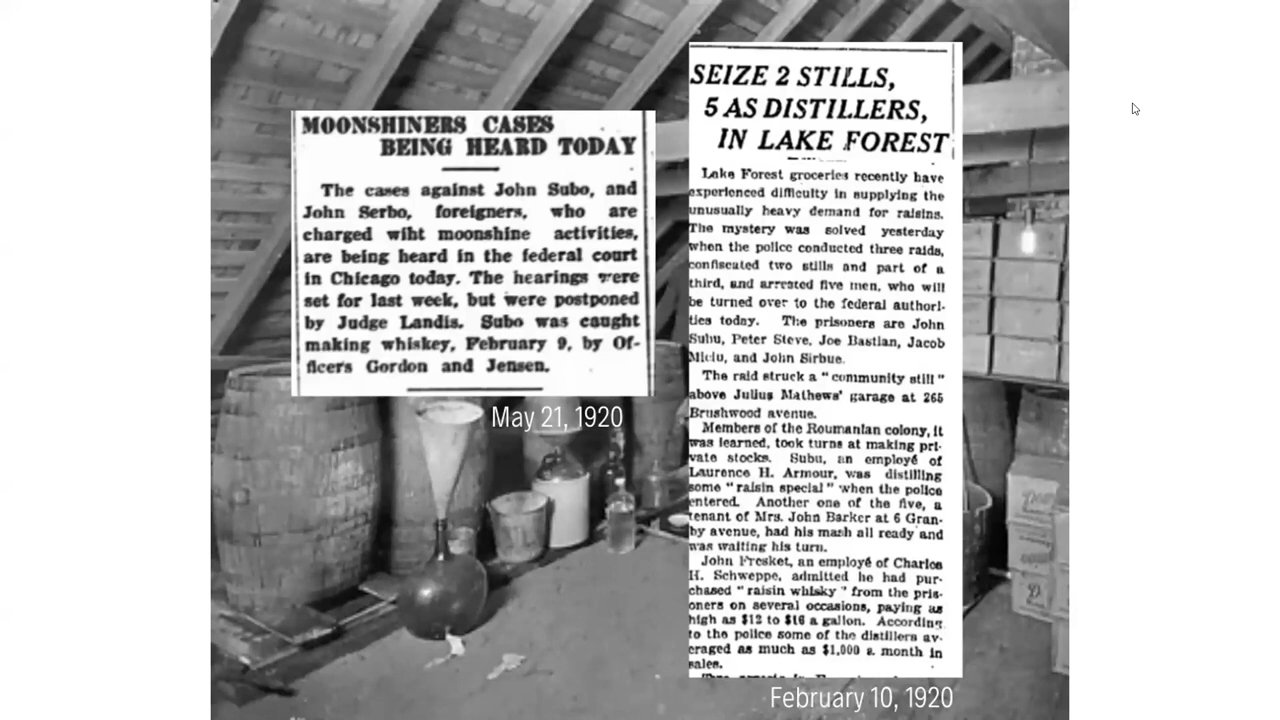 MOONSHINERS CASES
BEING HEARD TODAY
The cases against John Subo, and
John Serbo, foreigners, who are
charged wiht moonshine activities,
are being heard in the federal court
in Chicago today. The hearings were
set for last week, but were postponed
by Judge Landis. Subo was caught
making whiskey, February 9, by Of-
ficers Gordon and Jensen.
May 21, 1920
SEIZE 2 STILLS,
5 AS DISTILLERS,
IN LAKE FOREST
Lake Forest groceries recently have
experienced difficulty in supplying the
unusually heavy demand for raisins.
The mystery was solved yesterday
when the police conducted three raids,
confiscated two stills and part of a
third, and arrested five men, who will
be turned over to the federal authori-
ties today. The prisoners are John
Subu, Peter Steve, Joe Bastian, Jacob
Miclu, and John Sirbue.
The raid struck a "community still"
above Julius Mathews' garage at 265
Brushwood avenue.
Members of the Roumanian colony, it
was learned, took turns at making pri-
vate stocks. Subu, an employé of
Laurence H. Armour, was distilling
some "raisin special" when the police
entered. Another one of the five, a
tenant of Mrs. John Barker at 6 Gran-
by avenue, had his mash all ready and
was waiting his turn.
John Fresket, an employé of Charles
H. Schweppe, admitted he had pur-
chased "raisin whisky" from the pris-
oners on several occasions, paying as
high as $12 to $16 a gallon. According
to the police some of the distillers av-
eraged as much as $1,000 a month in
sales.
February 10, 1920